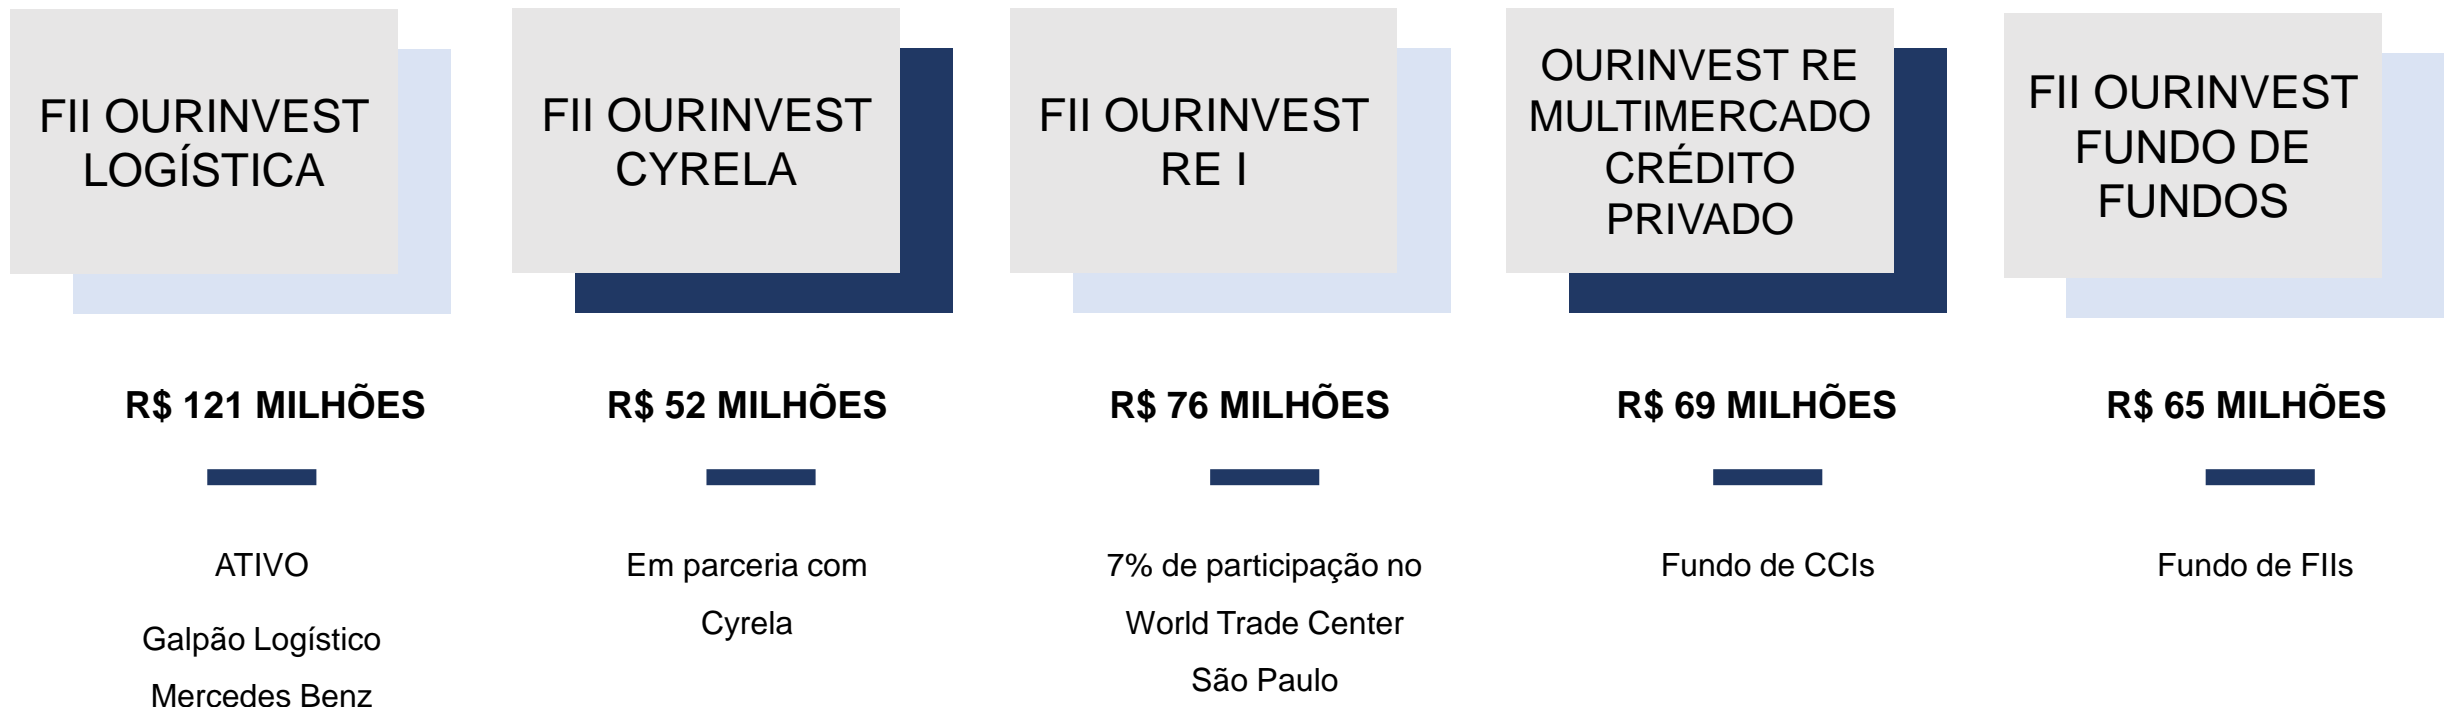 FII OURINVEST
LOGÍSTICA
R$ 121 MILHÕES
ATIVO
Galpão Logístico
Mercedes Benz
FII OURINVEST
CYRELA
R$ 52 MILHÕES
Em parceria com
Cyrela
FII OURINVEST
RE I
R$ 76 MILHÕES
7% de participação no
World Trade Center
São Paulo
OURINVEST RE
MULTIMERCADO
CRÉDITO
PRIVADO
R$ 69 MILHÕES
Fundo de CCIs
FII OURINVEST
FUNDO DE
FUNDOS
R$ 65 MILHÕES
Fundo de FIIs